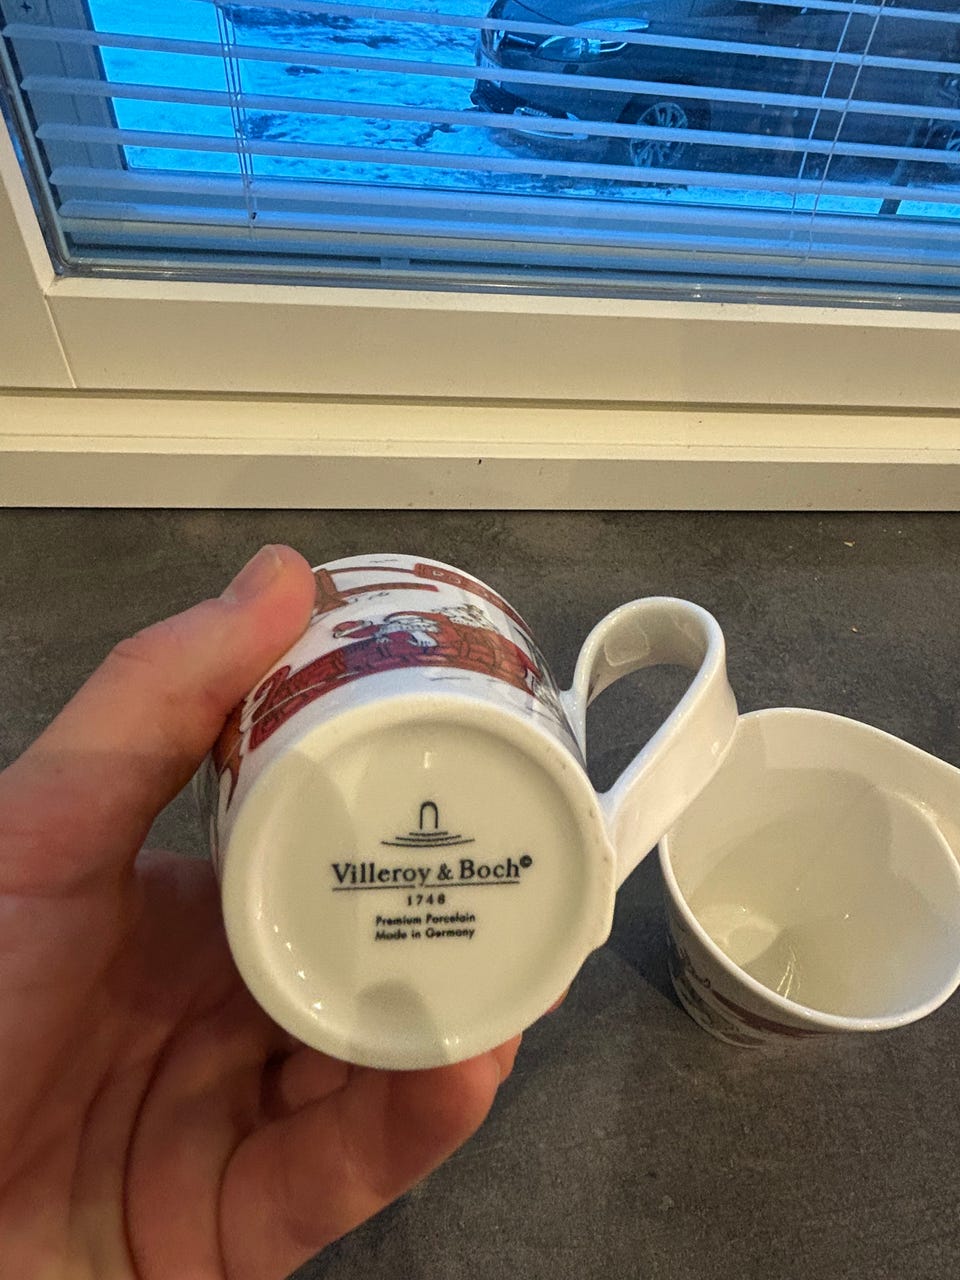 Villeroy & Boch©
1748
Premium Porcelain
Made in Germany